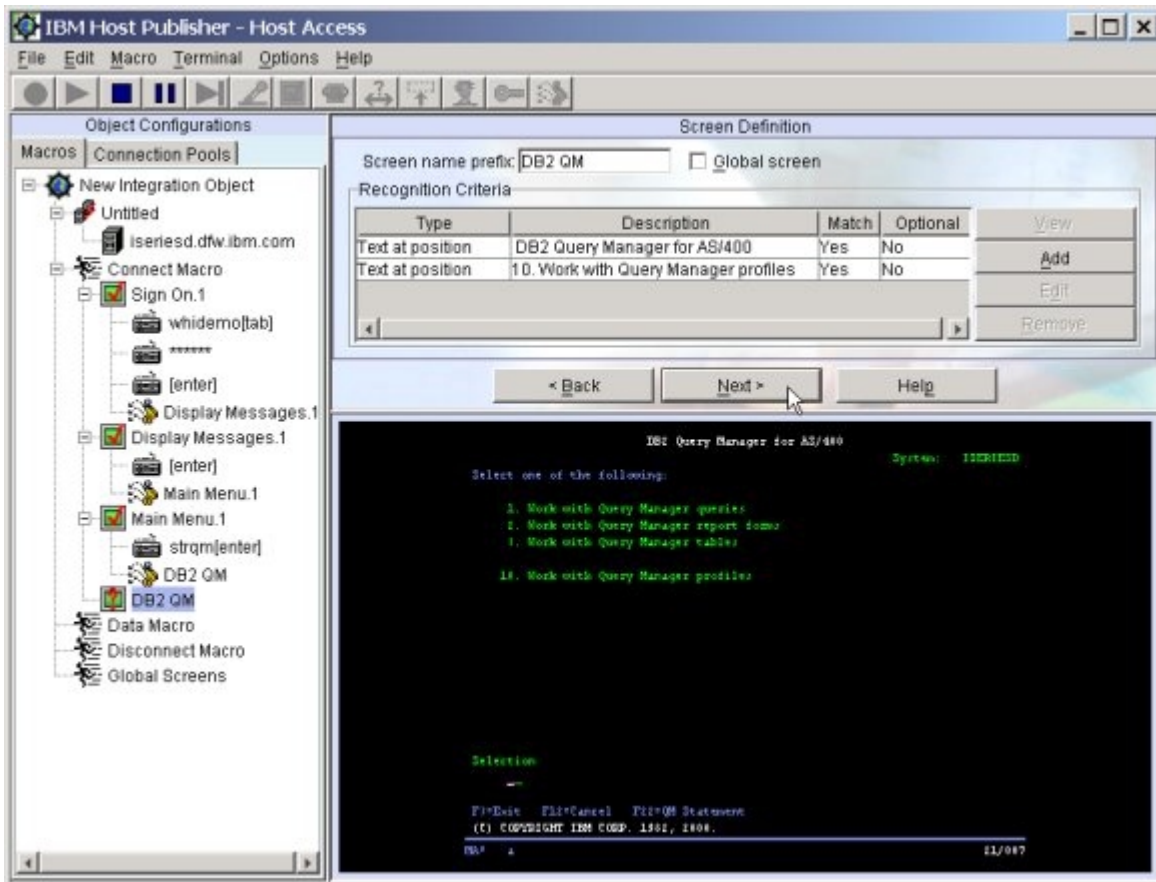 IBM Host Publisher - Host Access
File Edit Macro Terminal Options Help
Object Configurations
Macros Connection Pools
New Integration Object
Untitled
iseriesd.dfw.ibm.com
Connect Macro
Sign On.1
whidemo[tab]
******
[enter]
Display Messages.1
Display Messages.1
[enter]
Main Menu.1
Main Menu.1
strqm[enter]
DB2 QM
DB2 QM
Data Macro
Disconnect Macro
Global Screens
Screen Definition
Screen name prefix: DB2 QM Global screen
Recognition Criteria
Type Description Match Optional
Text at position DB2 Query Manager for AS/400 Yes No
Text at position 10. Work with Query Manager profiles Yes No
View
Add
Edit
Remove
< Back Next > Help
DB2 Query Manager for AS/400
System: ISERIESD
Select one of the following:
1. Work with Query Manager queries
2. Work with Query Manager report forms
3. Work with Query Manager tables
10. Work with Query Manager profiles
Selection
F3=Exit F12=Cancel F22=QM Statement
(C) COPYRIGHT IBM CORP. 1982, 2000.
21/007